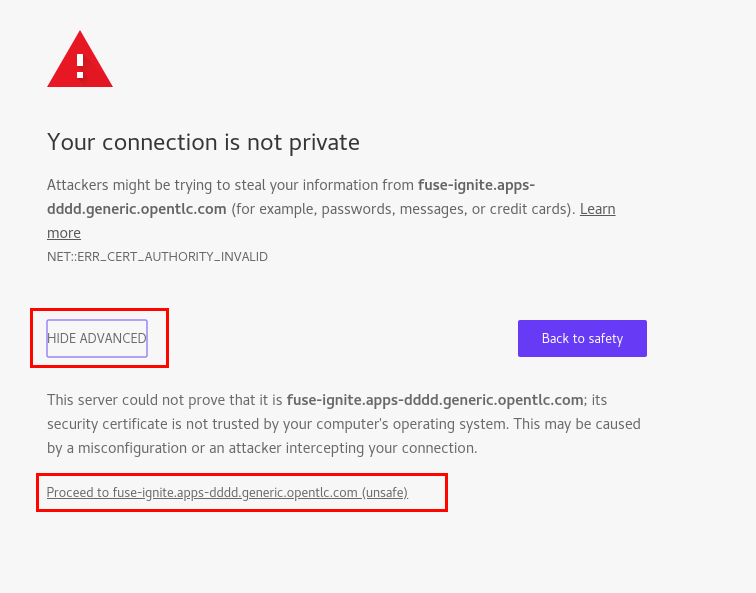 Your connection is not private
Attackers might be trying to steal your information from fuse-ignite.apps-
dddd.generic.opentlc.com (for example, passwords, messages, or credit cards). Learn
more
NET::ERR_CERT_AUTHORITY_INVALID
HIDE ADVANCED
Back to safety
This server could not prove that it is fuse-ignite.apps-dddd.generic.opentlc.com; its
security certificate is not trusted by your computer's operating system. This may be caused
by a misconfiguration or an attacker intercepting your connection.
Proceed to fuse-ignite.apps-dddd.generic.opentlc.com (unsafe)